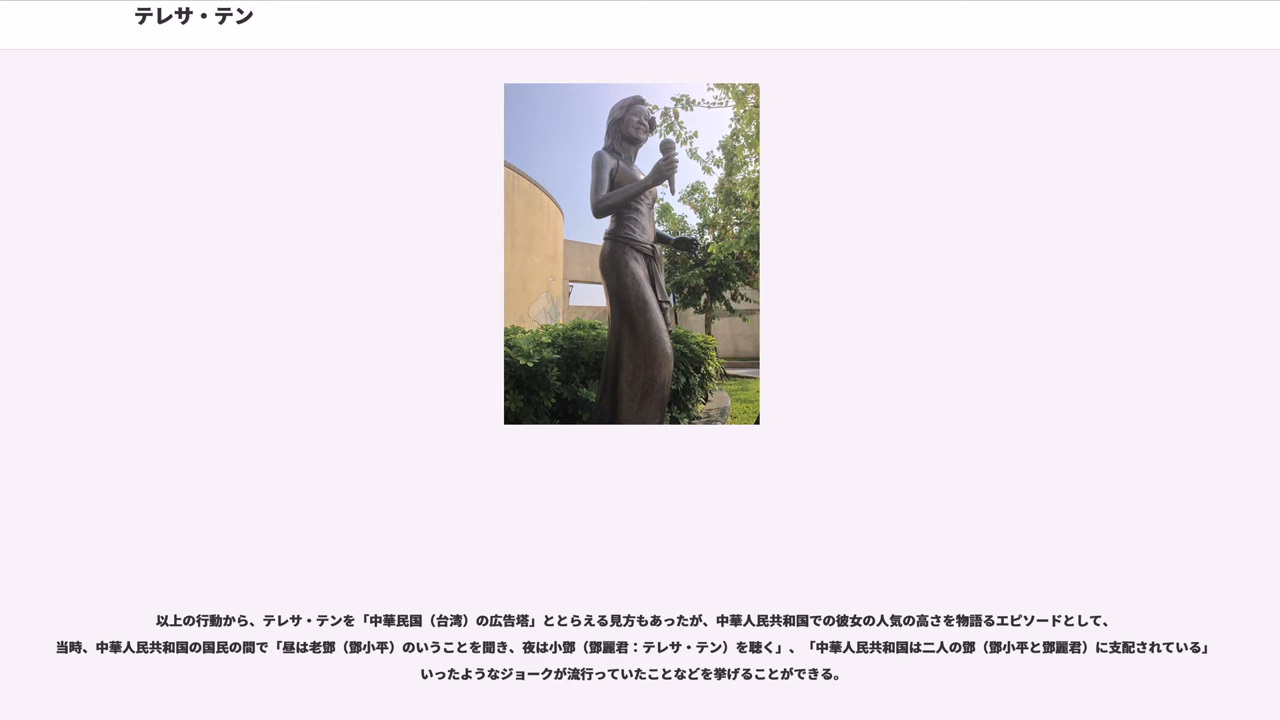 テレサ・テン
以上の行動から、テレサ・テンを「中華民国（台湾）の広告塔」ととらえる見方もあったが、中華人民共和国での彼女の人気の高さを物語るエピソードとして、
当時、中華人民共和国の国民の間で「昼は老鄧（鄧小平）のいうことを聞き、夜は小鄧（鄧麗君：テレサ・テン）を聴く」、「中華人民共和国は二人の鄧（鄧小平と鄧麗君）に支配されている」
いったようなジョークが流行っていたことなどを挙げることができる。